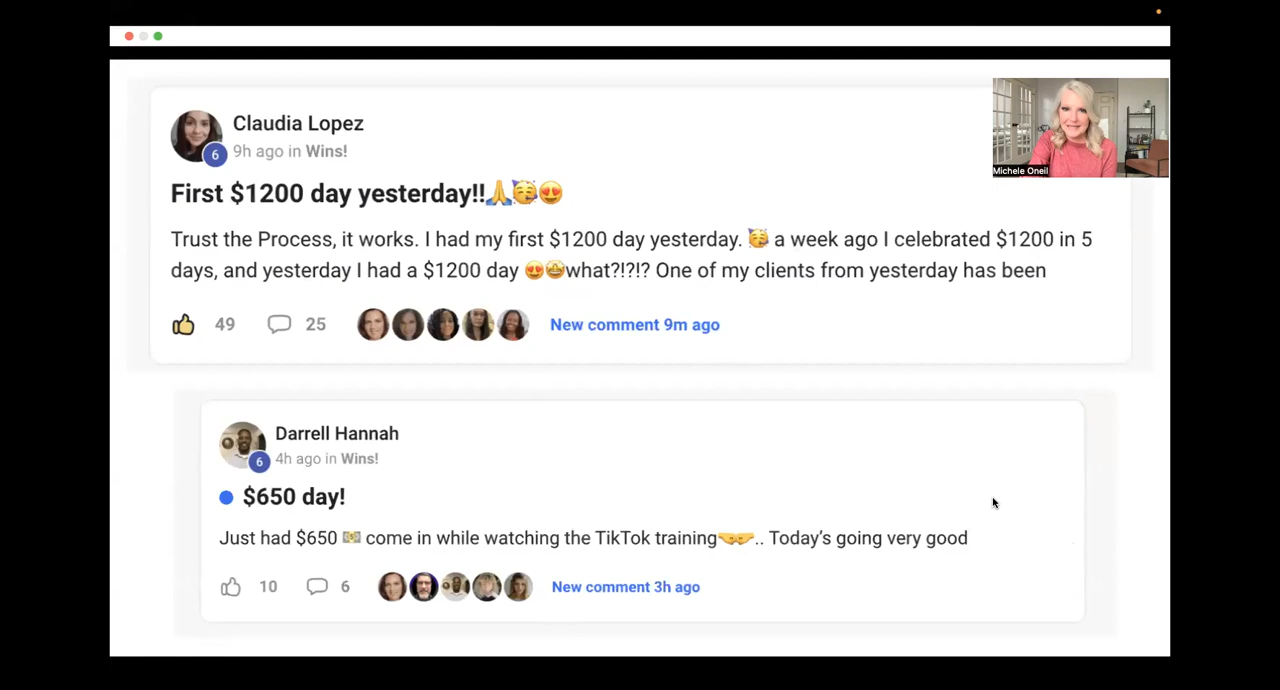 Claudia Lopez
6
9h ago in Wins!
First $1200 day yesterday!!🙏🥳😍
Trust the Process, it works. I had my first $1200 day yesterday. 🥳 a week ago I celebrated $1200 in 5
days, and yesterday I had a $1200 day 😍🤩what?!?!? One of my clients from yesterday has been
49 25 New comment 9m ago
Michele Oneil
Darrell Hannah
6
4h ago in Wins!
$650 day!
Just had $650 💵 come in while watching the TikTok training🤝.. Today's going very good
10 6 New comment 3h ago